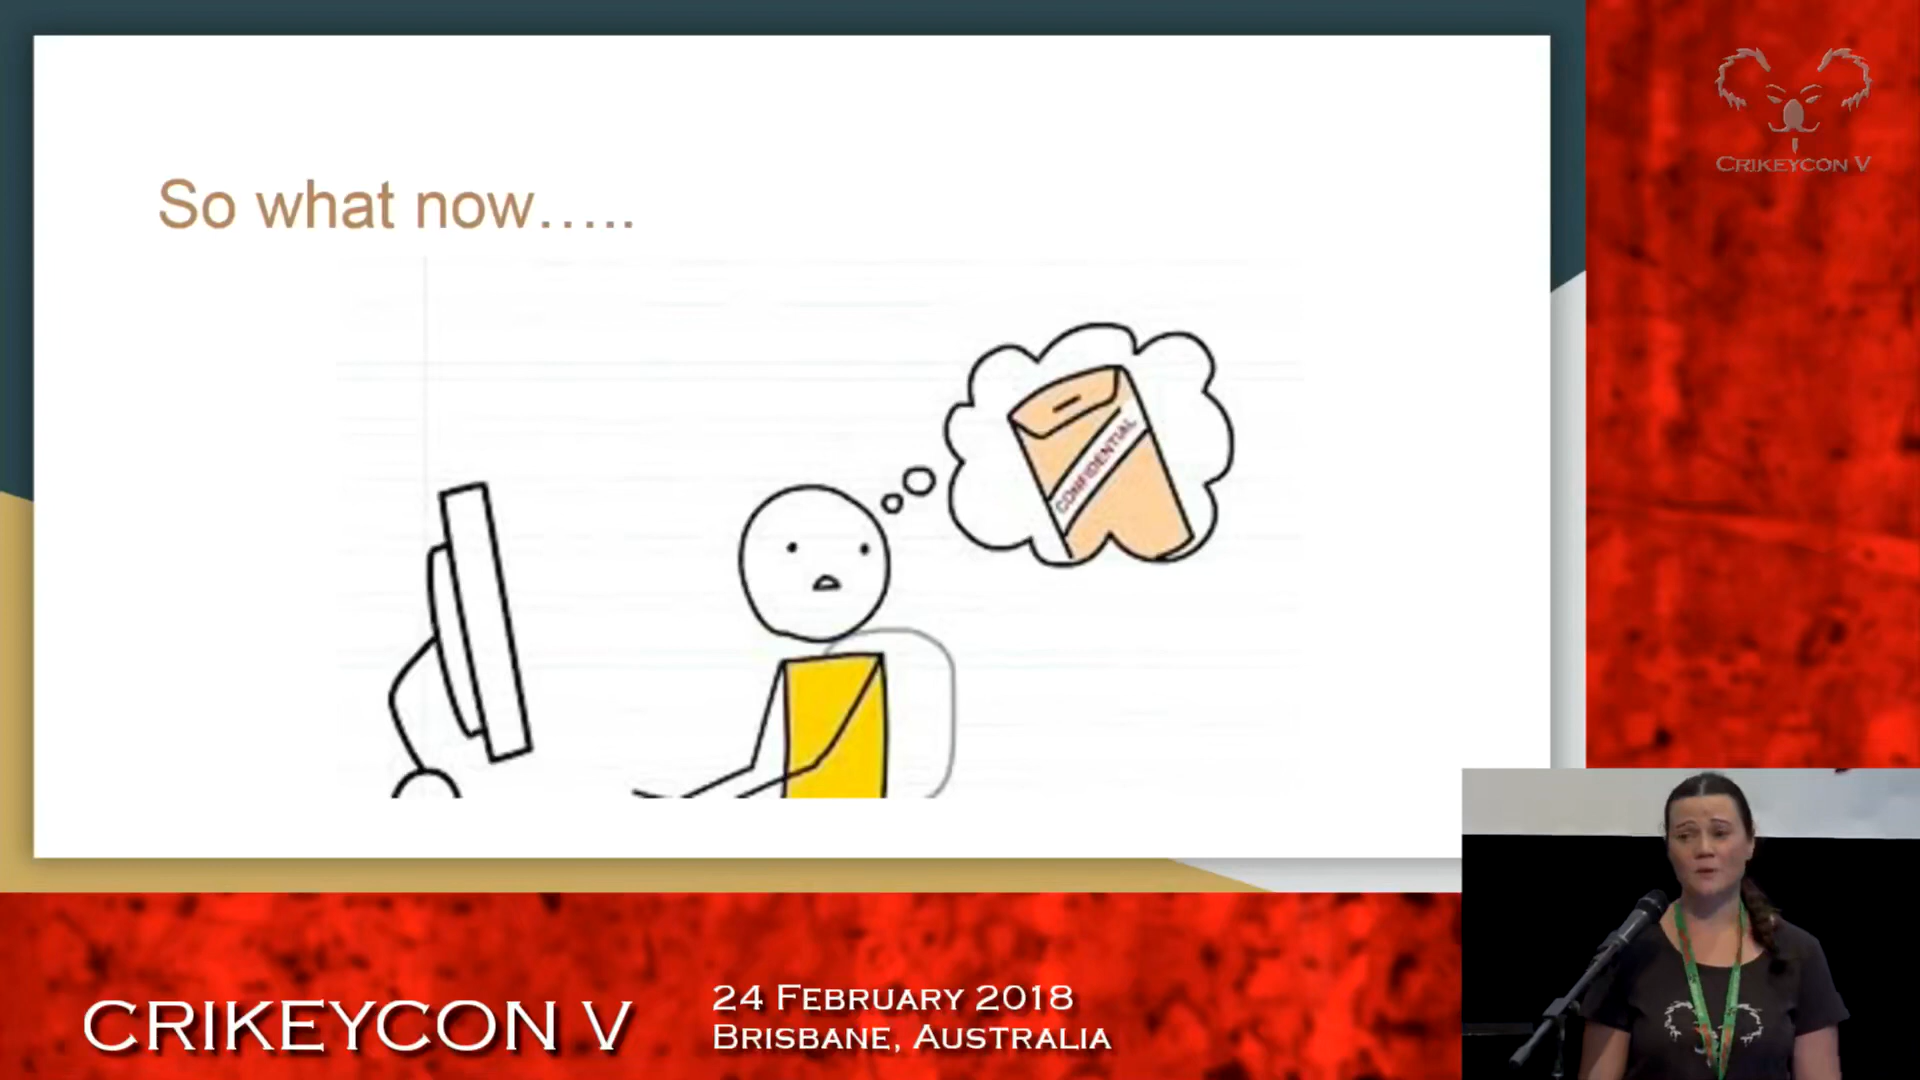 So what now…..
CONFIDENTIAL
CRIKEYCON V
CRIKEYCON V
24 FEBRUARY 2018
BRISBANE, AUSTRALIA